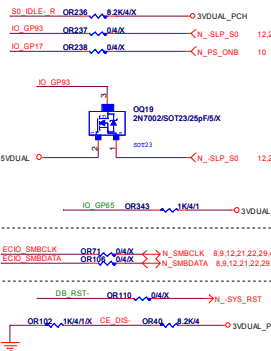 S0_IDLE-_R OR236 8.2K/4/X 3VDUAL_PCH
IO_GP93 OR237 0/4/X N_-SLP_S0 12,2
IO_GP17 OR238 0/4/X N_PS_ONB 10
IO_GP93
3
OQ19
2N7002/SOT23/25pF/5/X
SOT23
2 1
5VDUAL N_-SLP_S0 12,2
IO_GP65 OR343 1K/4/1 3VDUAL
ECIO_SMBCLK OR71 0/4/X N_SMBCLK 8,9,12,21,22,29,4
ECIO_SMBDATA 0/4/X N_SMBDATA 8,9,12,21,22,29,
DB_RST- OR110 0/4/X N_-SYS_RST
OR102 1K/4/1/X CE_DIS- OR40 8.2K/4 3VDUAL_P